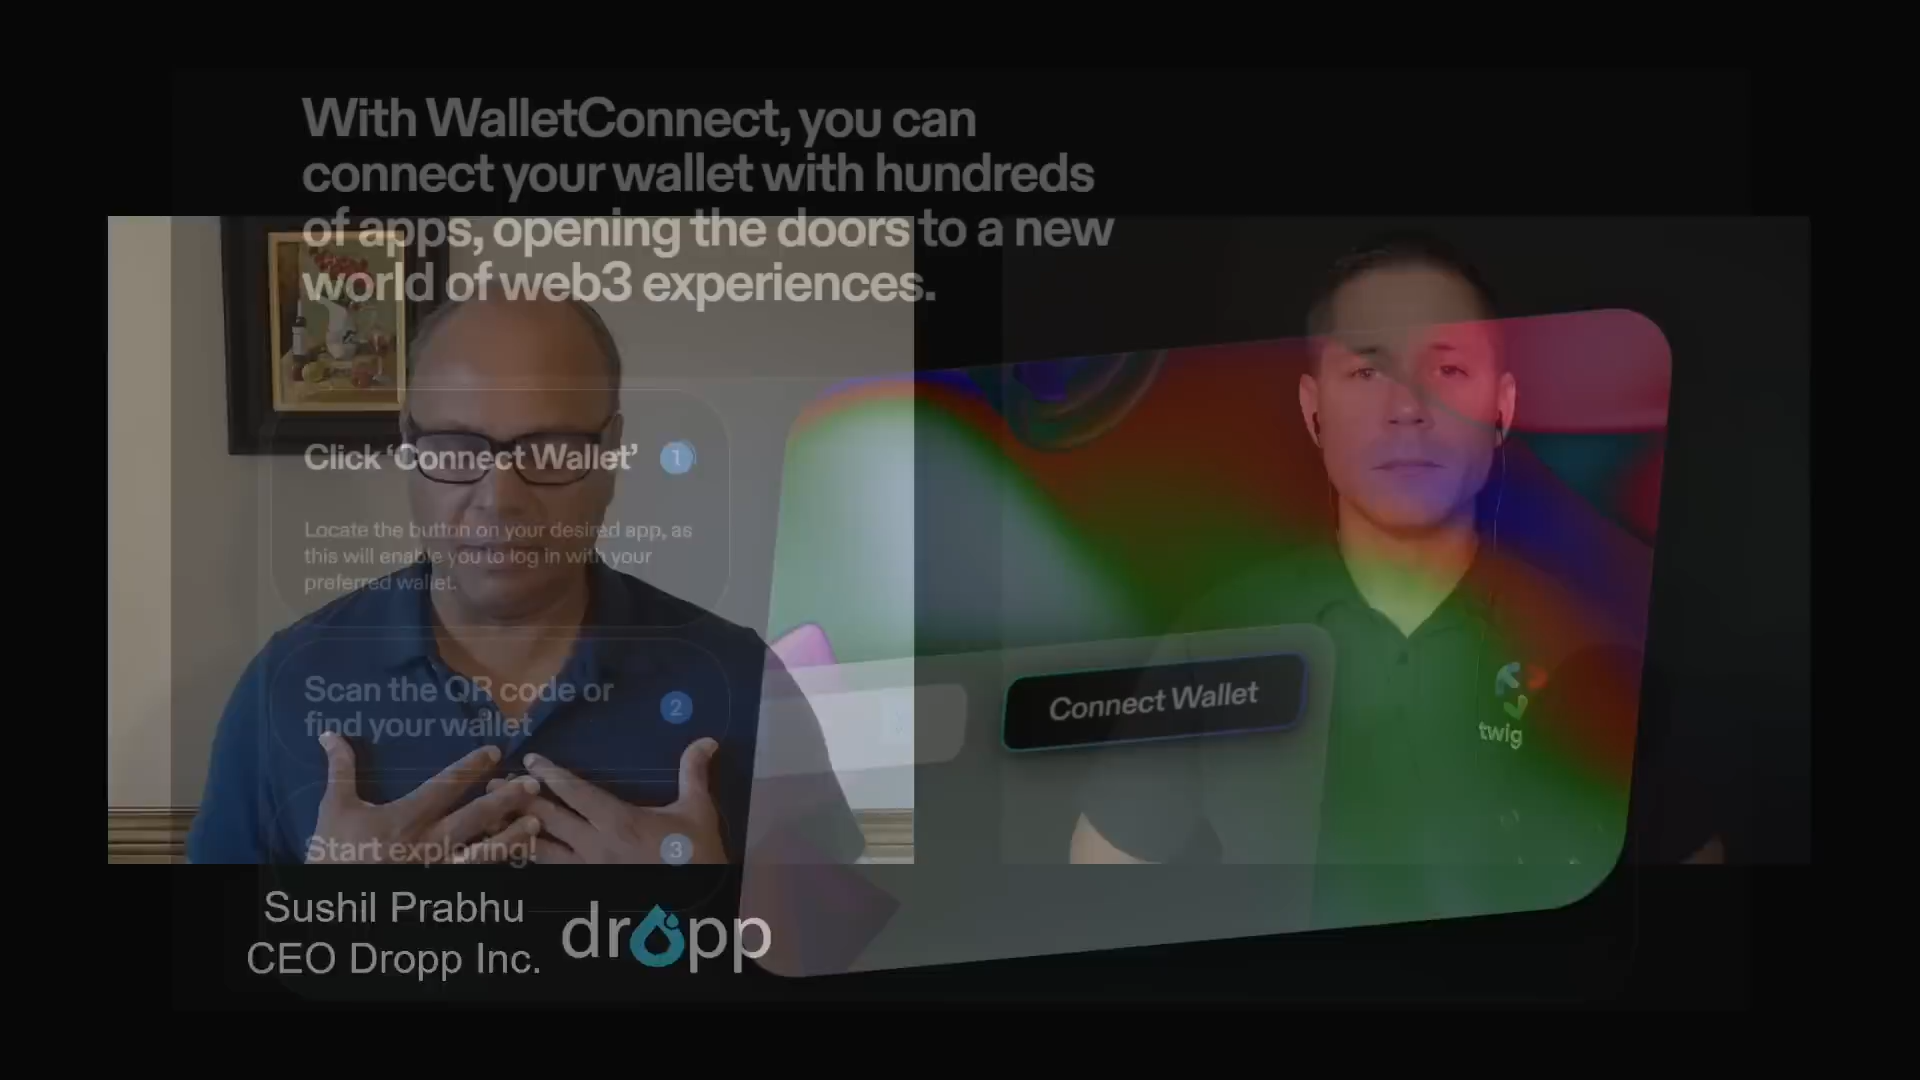 With WalletConnect, you can
connect your wallet with hundreds
of apps, opening the doors to a new
world of web3 experiences.
Click ‘Connect Wallet’ 1
Locate the button on your desired app, as
this will enable you to log in with your
preferred wallet.
Scan the QR code or
find your wallet 2
Start exploring! 3
Connect Wallet
twig
Sushil Prabhu
CEO Dropp Inc.
dropp